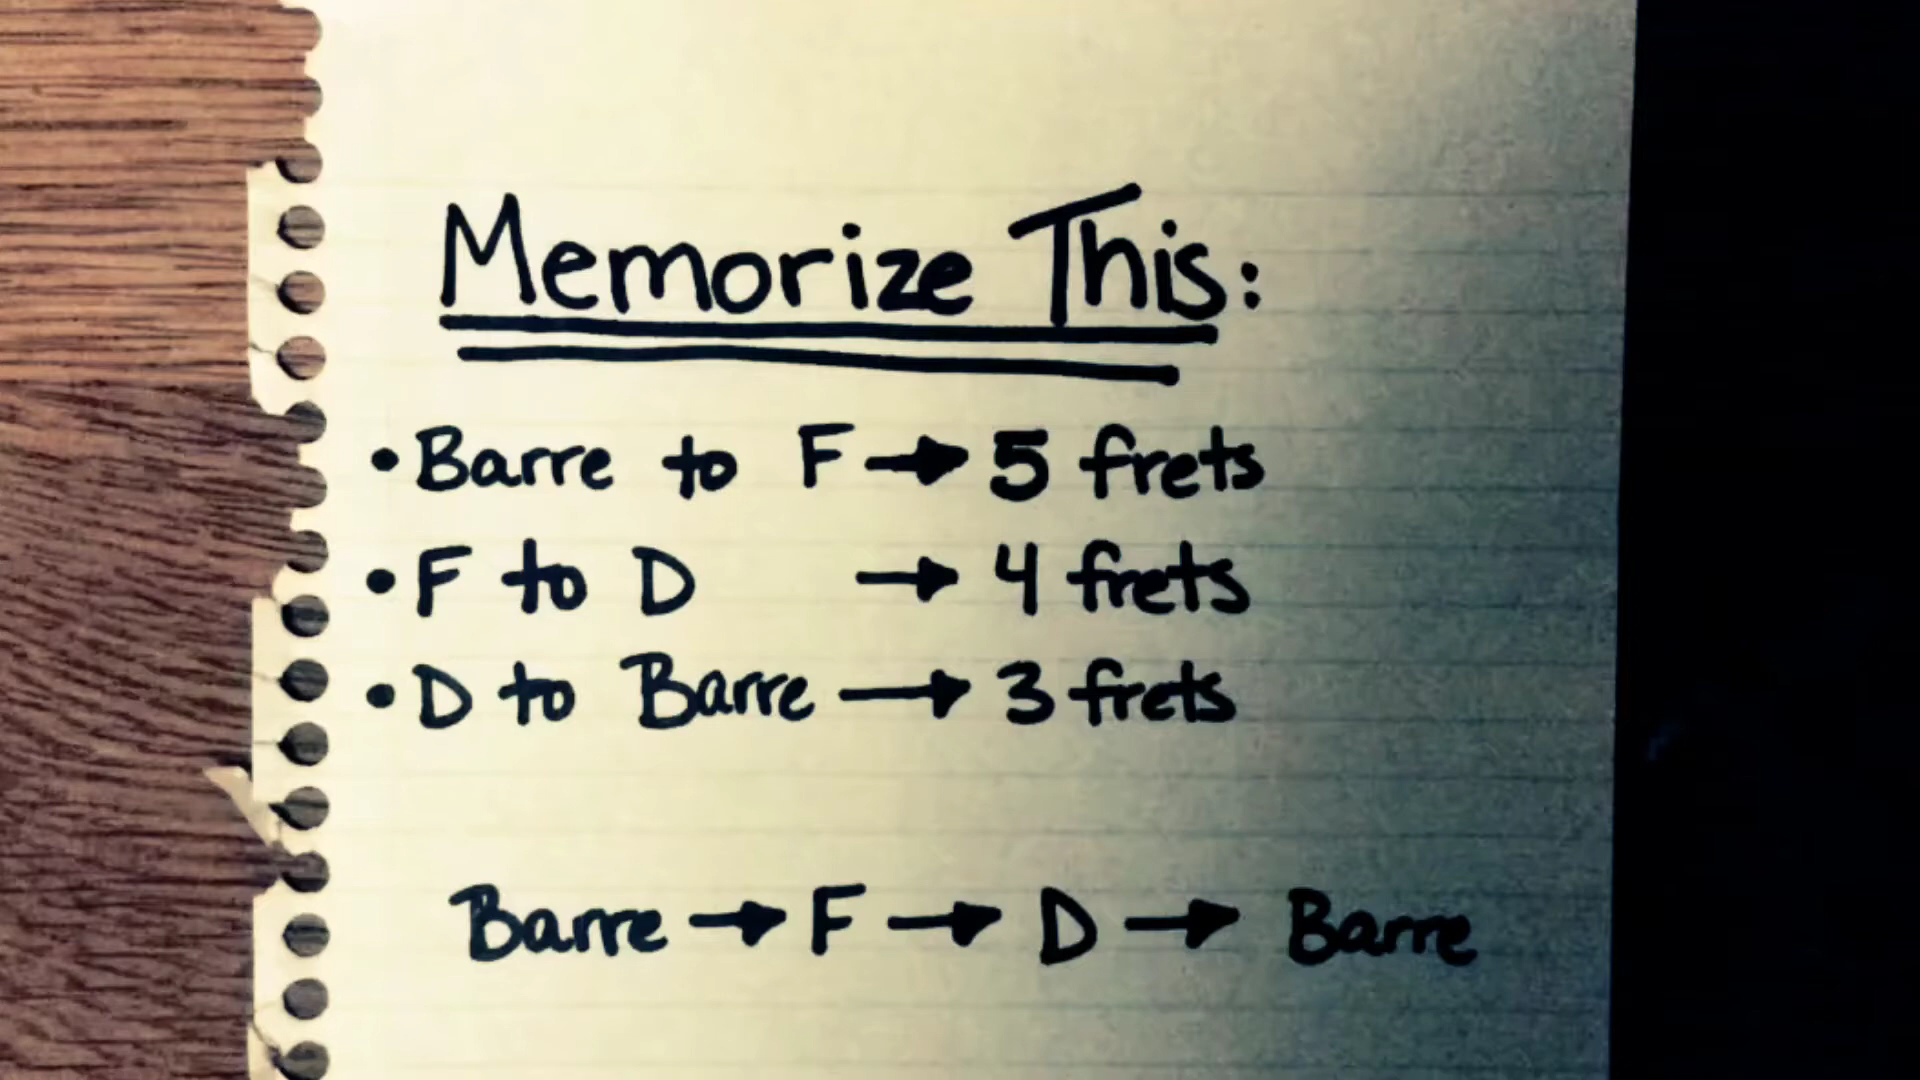 Memorize This:
• Barre to F → 5 frets
• F to D → 4 frets
• D to Barre → 3 frets
Barre → F → D → Barre